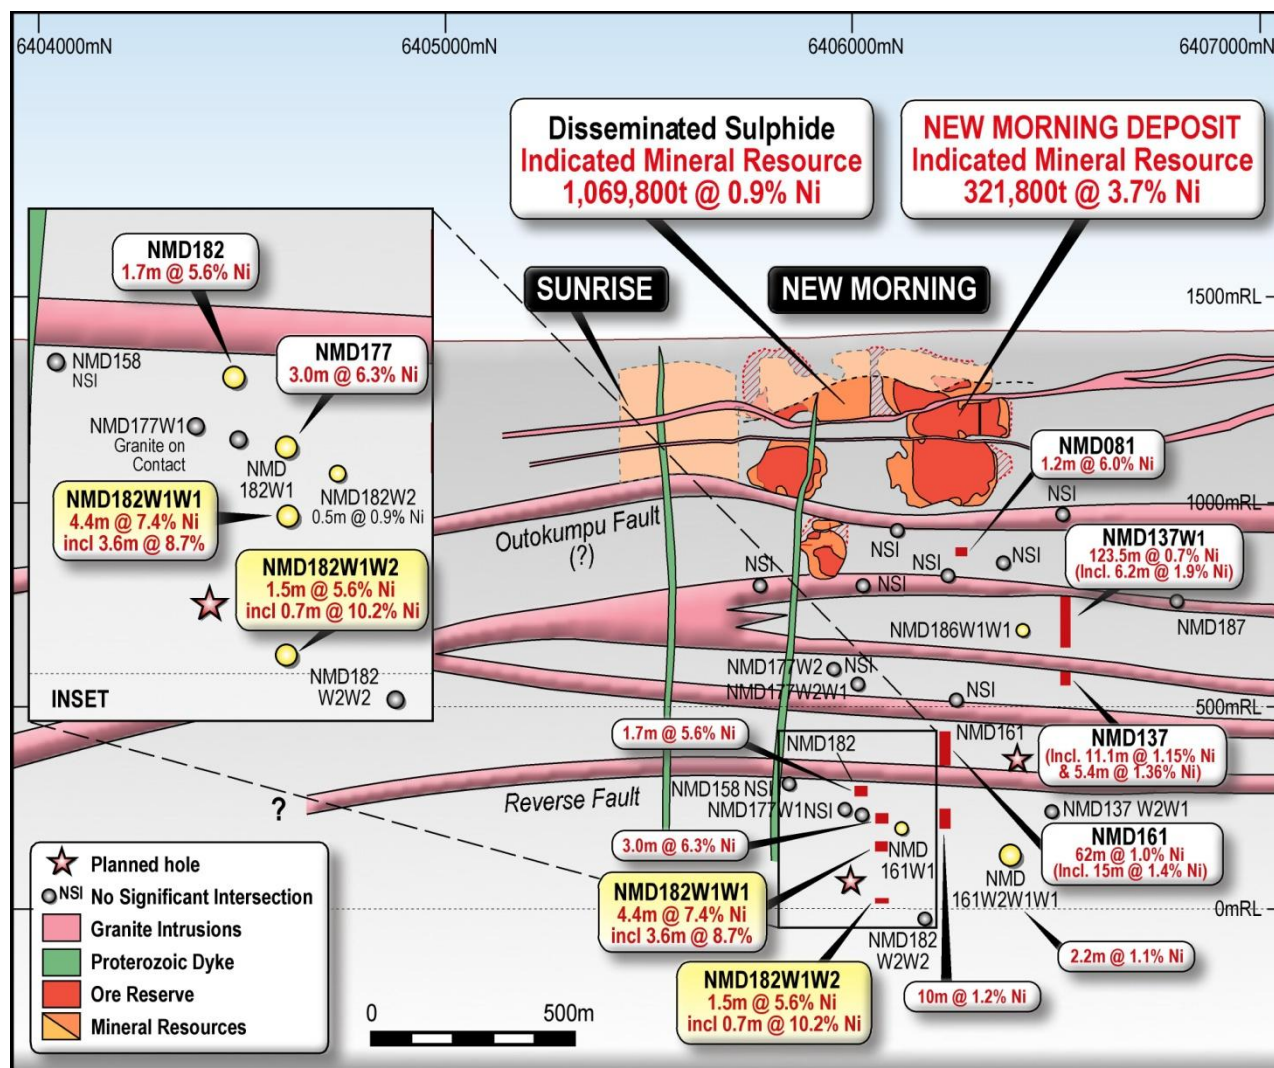 6404000mN
6405000mN
6406000mN
6407000mN
Disseminated Sulphide
Indicated Mineral Resource
1,069,800t @ 0.9% Ni
NEW MORNING DEPOSIT
Indicated Mineral Resource
321,800t @ 3.7% Ni
SUNRISE
NEW MORNING
1500mRL
1000mRL
500mRL
0mRL
NMD182
1.7m @ 5.6% Ni
NMD158
NSI
NMD177
3.0m @ 6.3% Ni
NMD177W1
Granite on
Contact
NMD
182W1
NMD182W2
0.5m @ 0.9% Ni
NMD182W1W1
4.4m @ 7.4% Ni
incl 3.6m @ 8.7%
NMD182W1W2
1.5m @ 5.6% Ni
incl 0.7m @ 10.2% Ni
NMD182
W2W2
INSET
Outokumpu Fault
(?)
NMD081
1.2m @ 6.0% Ni
NSI
NSI
NSI
NSI
NSI
NSI
NMD137W1
123.5m @ 0.7% Ni
(Incl. 6.2m @ 1.9% Ni)
NMD187
NMD186W1W1
NMD177W2
NSI
NMD177W2W1
NSI
NMD161
NMD137
(Incl. 11.1m @ 1.15% Ni
& 5.4m @ 1.36% Ni)
1.7m @ 5.6% Ni
NMD182
Reverse Fault
?
NMD158 NSI
NMD177W1 NSI
NMD137 W2W1
3.0m @ 6.3% Ni
NMD
161W1
NMD161
62m @ 1.0% Ni
(Incl. 15m @ 1.4% Ni)
NMD182W1W1
4.4m @ 7.4% Ni
incl 3.6m @ 8.7%
NMD
161W2W1W1
NMD182
W2W2
2.2m @ 1.1% Ni
NMD182W1W2
1.5m @ 5.6% Ni
incl 0.7m @ 10.2% Ni
10m @ 1.2% Ni
Planned hole
NSI No Significant Intersection
Granite Intrusions
Proterozoic Dyke
Ore Reserve
Mineral Resources
0
500m